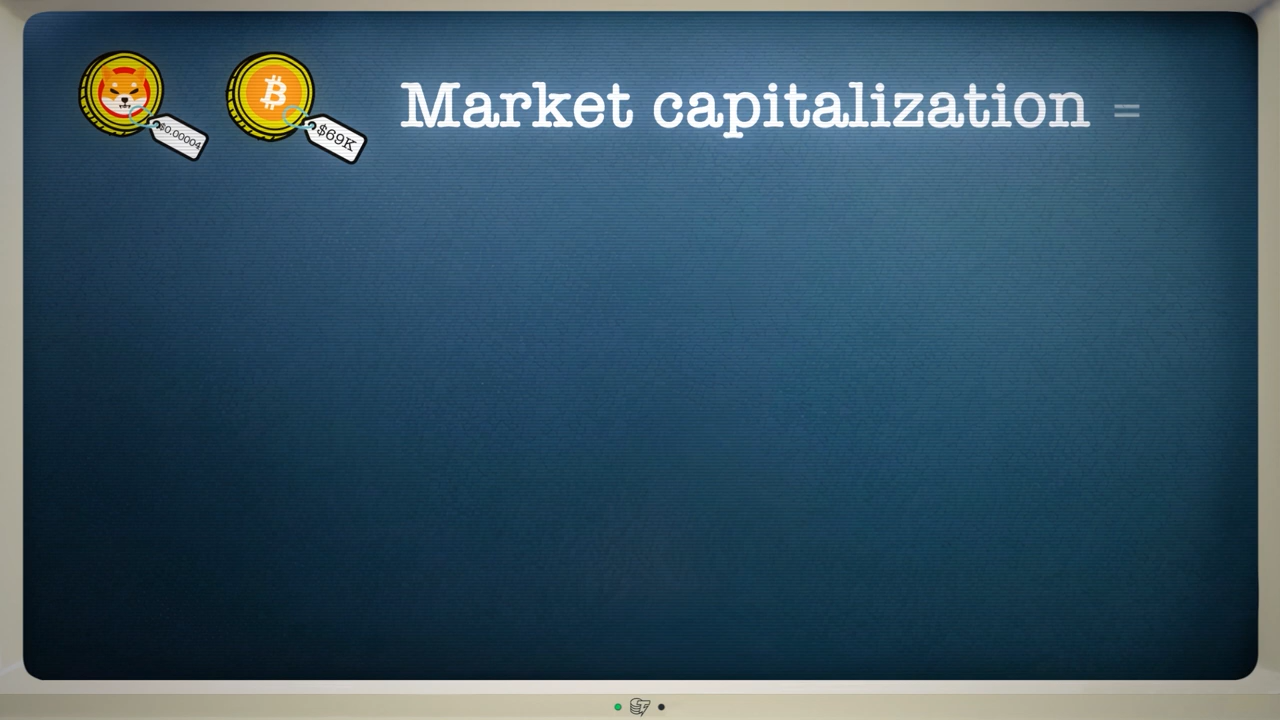 $0.00004
$69K
Market capitalization =